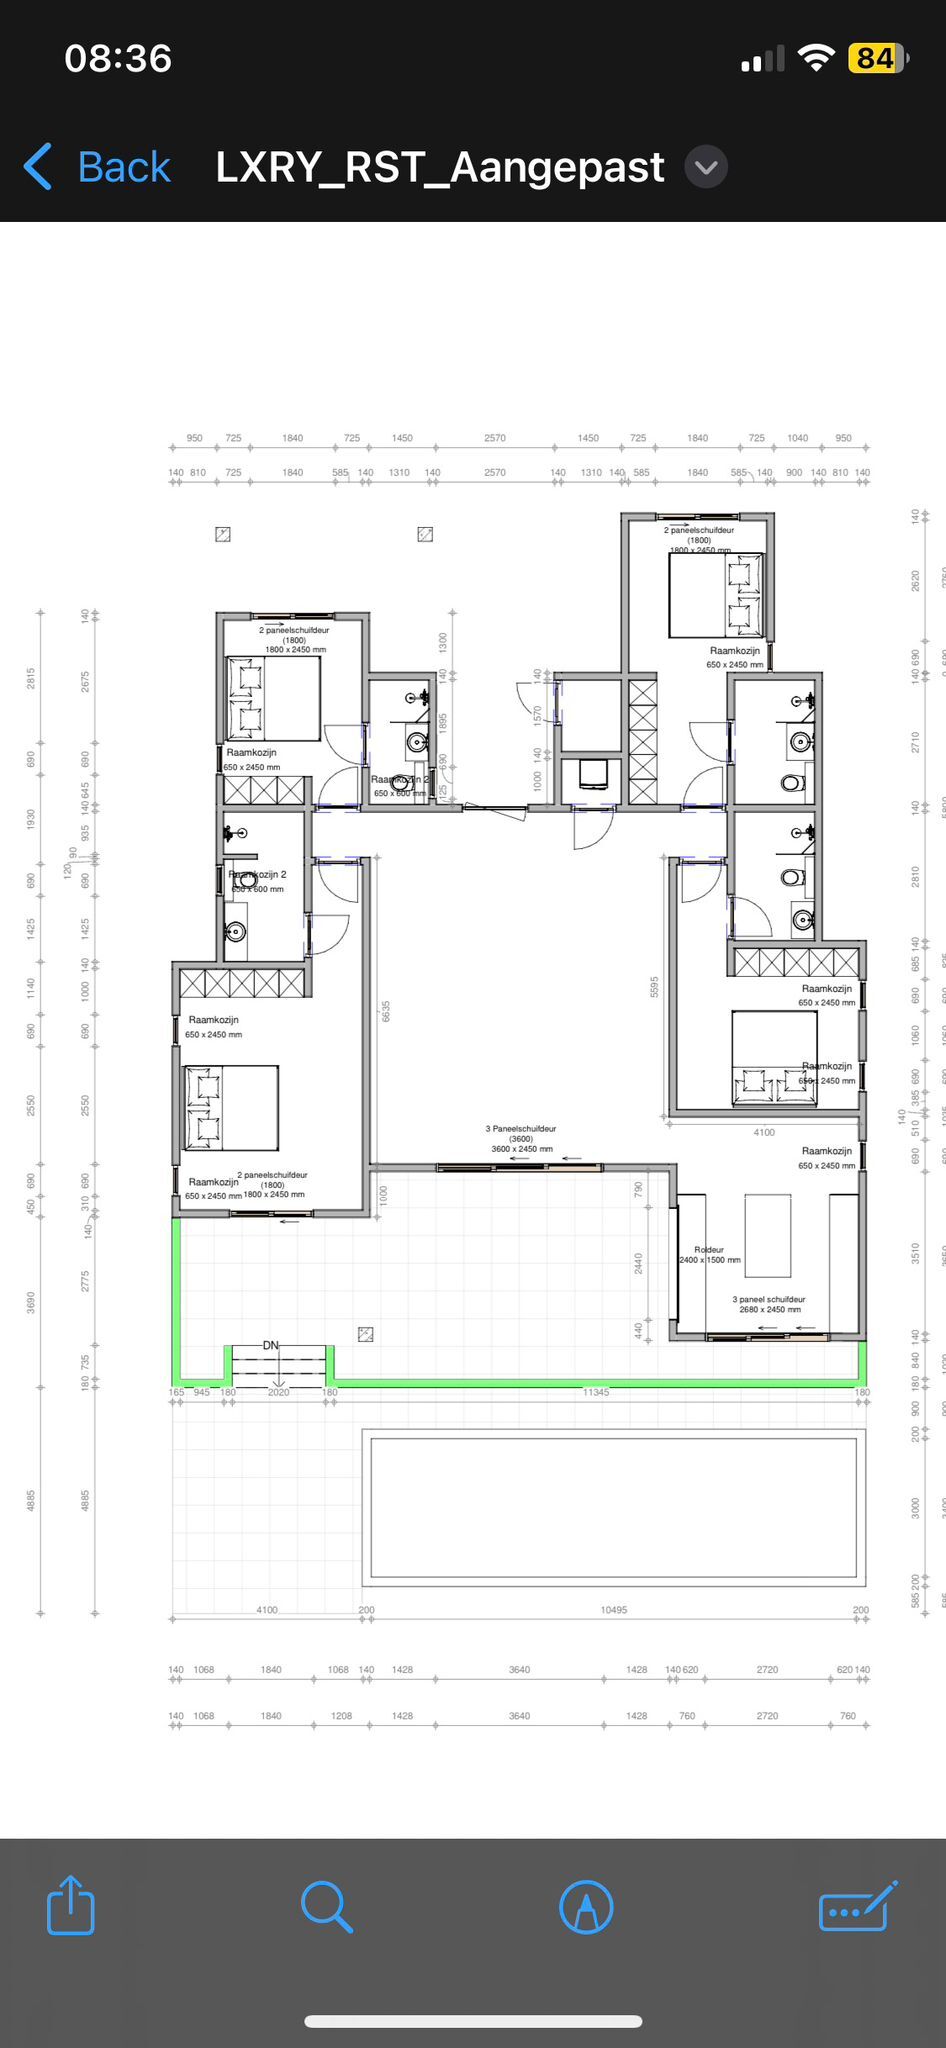 08:36
84
Back
LXRY_RST_Aangepast
950 725 1840 725 1450 2570 1450 725 1840 725 1040 950
140 810 725 1840 585 140 1310 140 2570 140 1310 140 585 1840 585 140 900 140 810 140
2 paneelschuifdeur
(1800)
1800 x 2450 mm
Raamkozijn
650 x 2450 mm
2 paneelschuifdeur
(1800)
1800 x 2450 mm
Raamkozijn
650 x 2450 mm
Raamkozijn 2
650 x 600 mm
Raamkozijn 2
650 x 600 mm
Raamkozijn
650 x 2450 mm
Raamkozijn
650 x 2450 mm
Raamkozijn
650 x 2450 mm
4100
3 Paneelschuifdeur
(3600)
3600 x 2450 mm
Raamkozijn
650 x 2450 mm
2 paneelschuifdeur
(1800)
1800 x 2450 mm
Raamkozijn
650 x 2450 mm
Roldeur
2400 x 1500 mm
3 paneel schuifdeur
2680 x 2450 mm
DN
2815 690 1930 690 1425 1140 690 2550 690 450 3690 4885
140 2675 690 645 140 935 90 120 690 1425 140 1000 690 2550 690 310 140 2775 735 180 4885
1300 140 1895 690 125
140 1570 140 1000
6635
5595
1000
790 2440 440
140 2620 690 140 2710 140 2810 140 685 690 1060 690 385 140 510 690 3510 140 840 180 900 200 3000 200 585
165 945 180 2020 180 11345 180
4100 200 10495 200
140 1068 1840 1068 140 1428 3640 1428 140 620 2720 620 140
140 1068 1840 1208 1428 3640 1428 760 2720 760